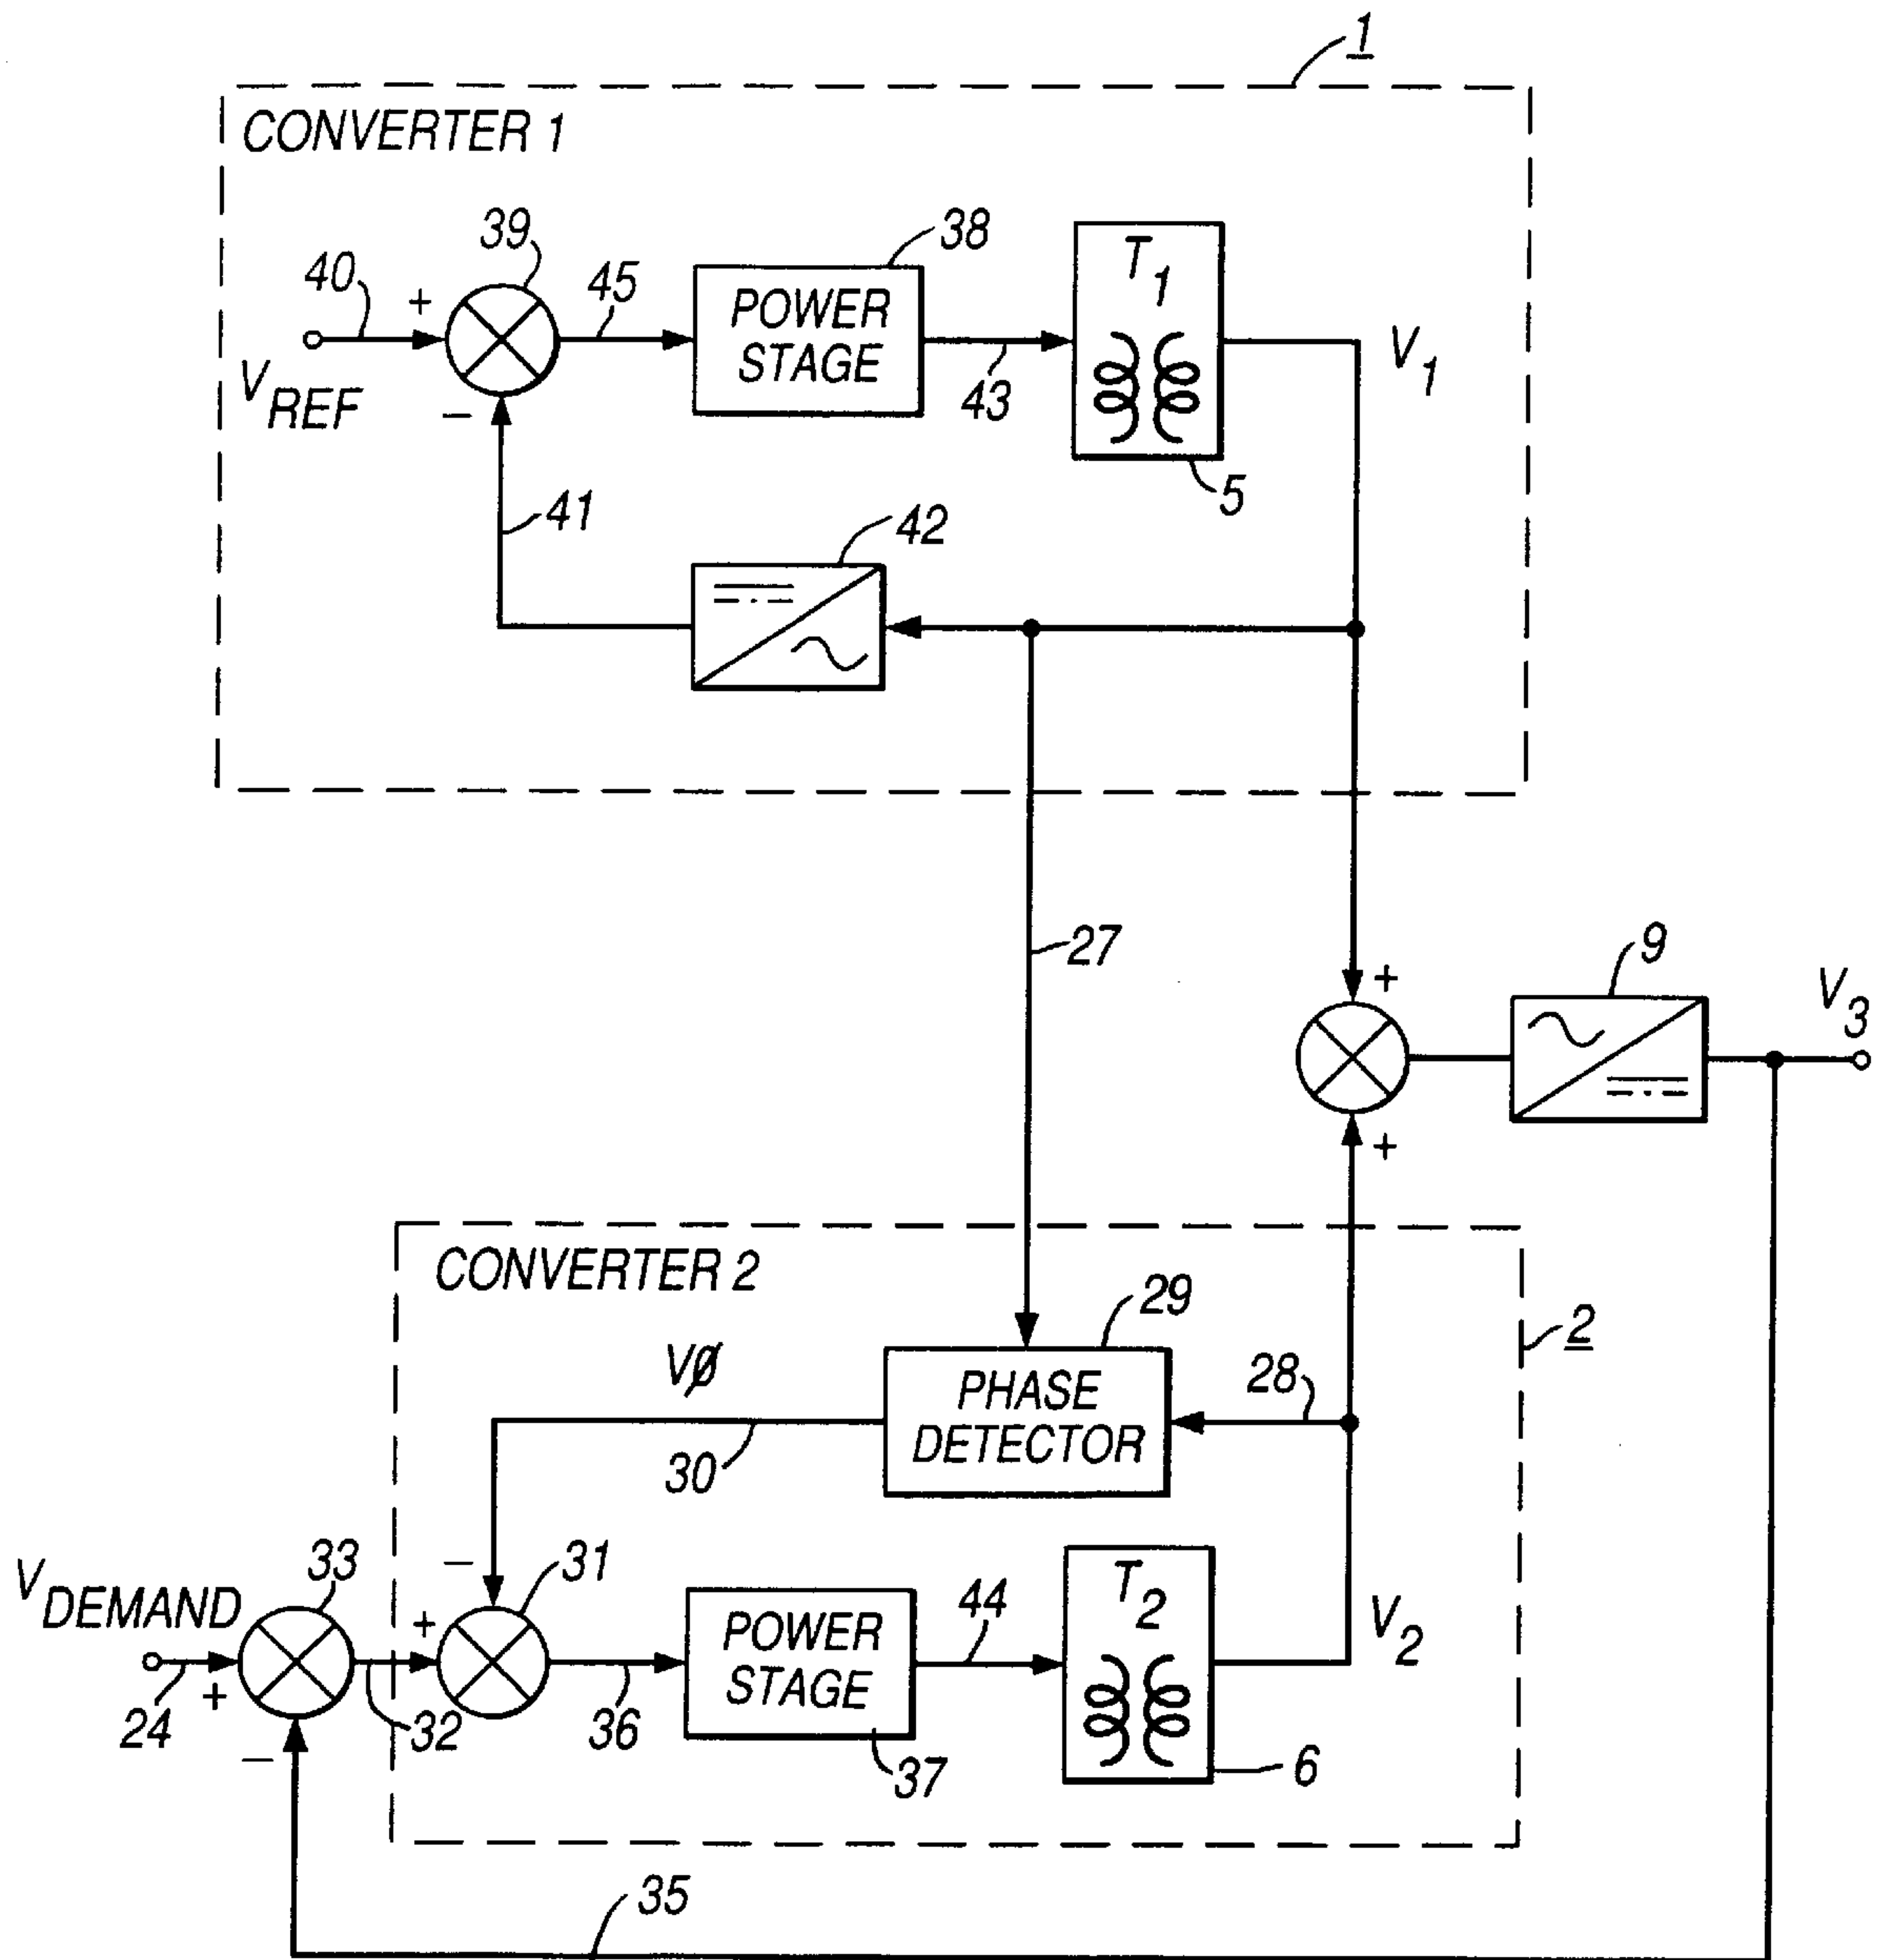 1
CONVERTER 1
39
38
T1
40
+
45
POWER
STAGE
V1
VREF
−
43
5
41
42
27
+
9
V3
+
CONVERTER 2
29
2
VØ
PHASE
DETECTOR
28
30
VDEMAND
33
−
31
+
POWER
STAGE
44
T2
V2
24
+
32
36
−
37
6
35